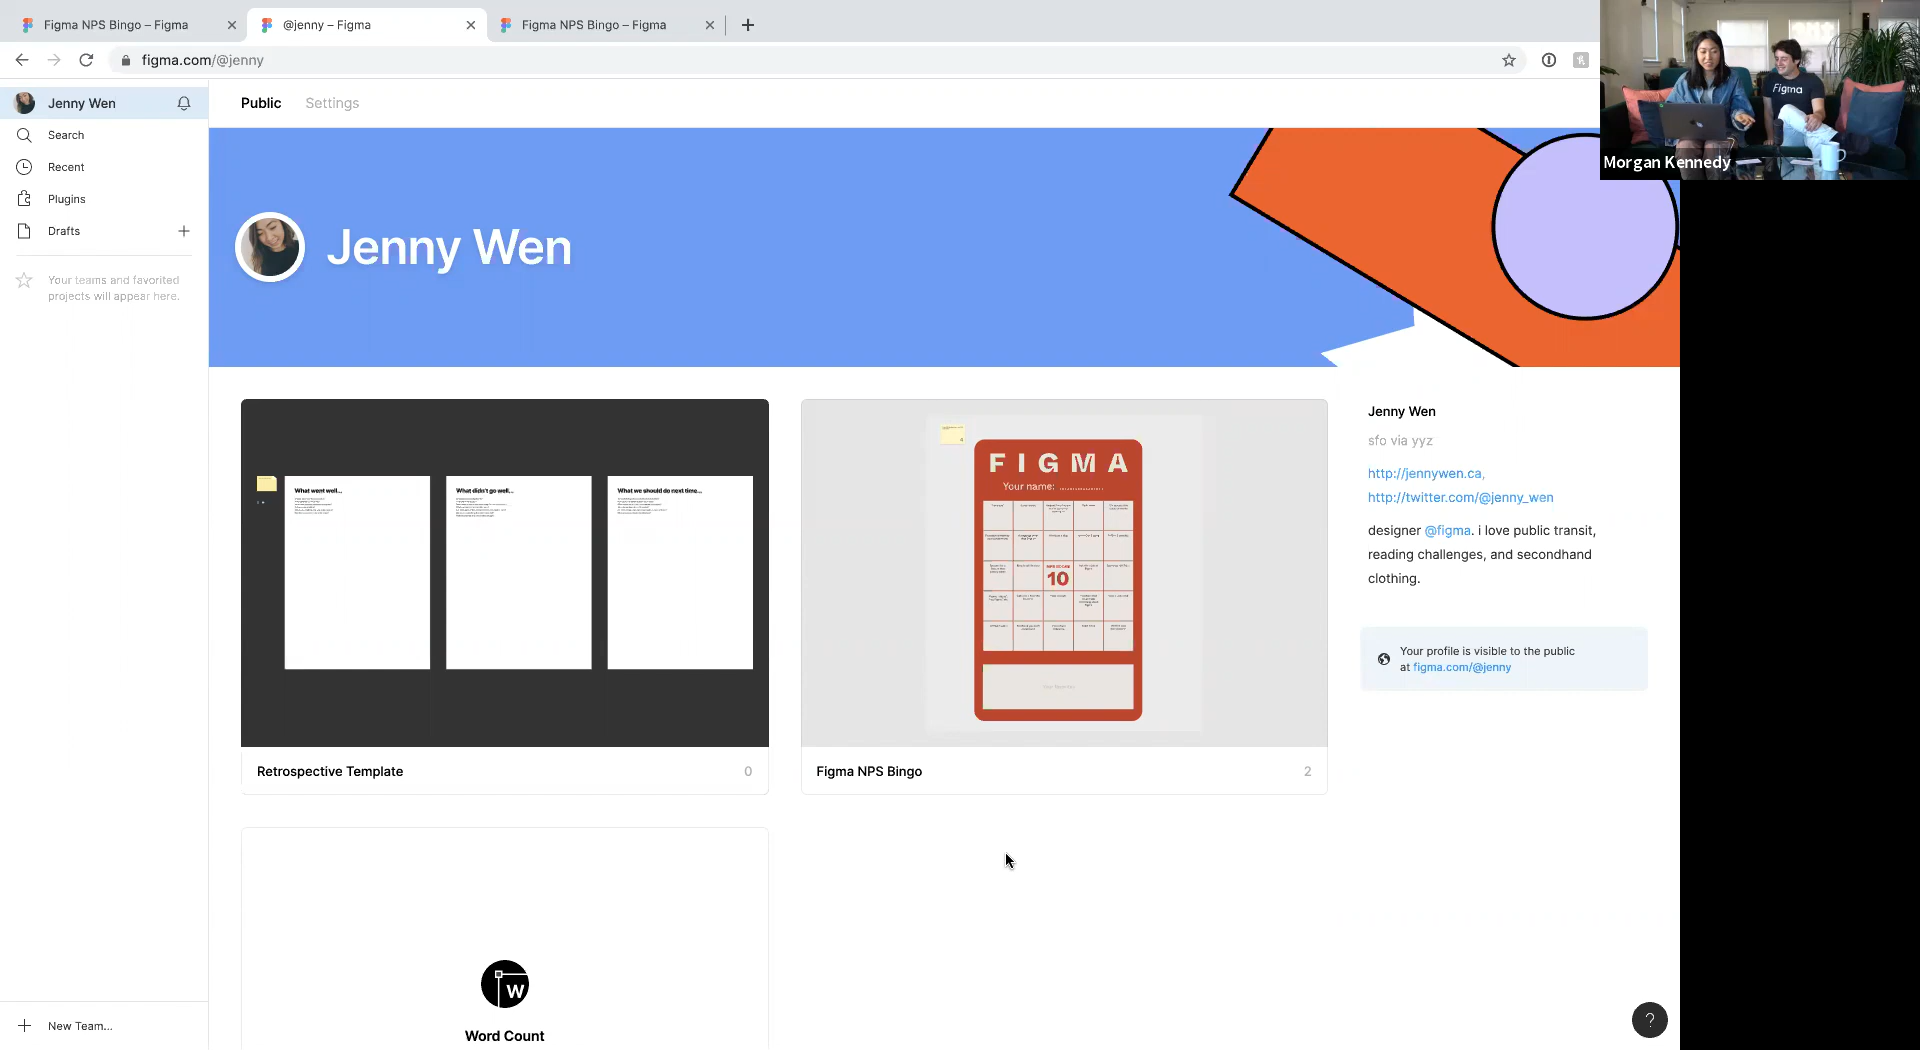 Figma NPS Bingo – Figma
@jenny – Figma
Figma NPS Bingo – Figma
figma.com/@jenny
Jenny Wen
Search
Recent
Plugins
Drafts
Your teams and favorited
projects will appear here.
New Team...
Public
Settings
Jenny Wen
Figma
Morgan Kennedy
What went well...
What didn't go well...
What we should do next time...
Retrospective Template
0
FIGMA
Your name:
10
Figma NPS Bingo
2
W
Word Count
Jenny Wen
sfo via yyz
http://jennywen.ca,
http://twitter.com/@jenny_wen
designer @figma. i love public transit,
reading challenges, and secondhand
clothing.
Your profile is visible to the public
at figma.com/@jenny
?